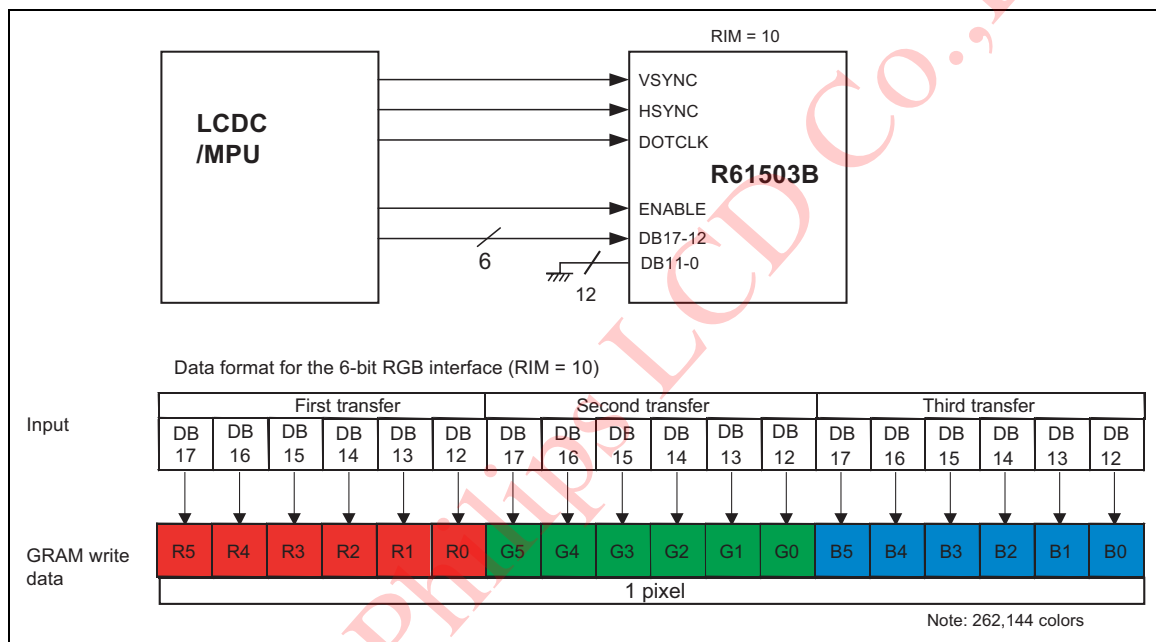 RIM = 10
LCDC
/MPU
VSYNC
HSYNC
DOTCLK
R61503B
ENABLE
DB17-12
6
DB11-0
12
Data format for the 6-bit RGB interface (RIM = 10)
Input
First transfer Second transfer Third transfer
DB 17 DB 16 DB 15 DB 14 DB 13 DB 12 DB 17 DB 16 DB 15 DB 14 DB 13 DB 12 DB 17 DB 16 DB 15 DB 14 DB 13 DB 12
GRAM write
data
R5 R4 R3 R2 R1 R0 G5 G4 G3 G2 G1 G0 B5 B4 B3 B2 B1 B0
1 pixel
Note: 262,144 colors
Philips LCD Co.,